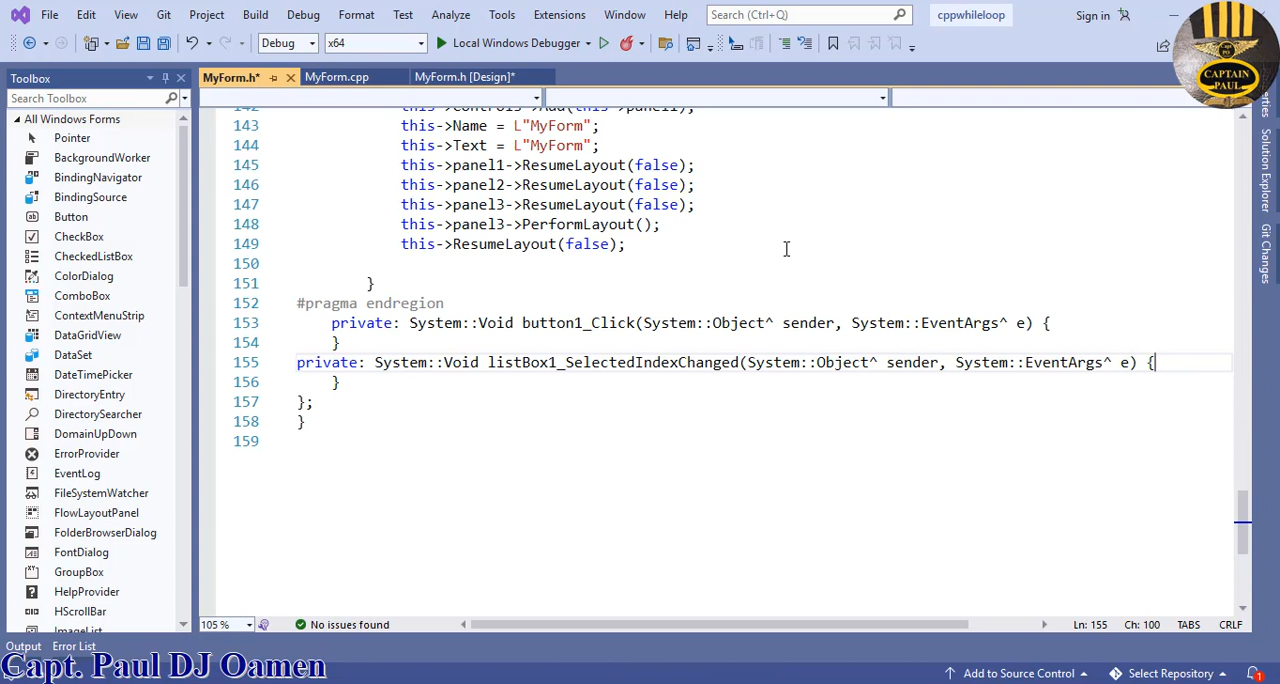 File Edit View Git Project Build Debug Format Test Analyze Tools Extensions Window Help Search (Ctrl+Q) cppwhileloop Sign in
Debug x64 Local Windows Debugger
CAPTAIN
PAUL
Toolbox MyForm.h* MyForm.cpp MyForm.h [Design]*
Search Toolbox
All Windows Forms
Pointer
BackgroundWorker
BindingNavigator
BindingSource
Button
CheckBox
CheckedListBox
ColorDialog
ComboBox
ContextMenuStrip
DataGridView
DataSet
DateTimePicker
DirectoryEntry
DirectorySearcher
DomainUpDown
ErrorProvider
EventLog
FileSystemWatcher
FlowLayoutPanel
FolderBrowserDialog
FontDialog
GroupBox
HelpProvider
HScrollBar
ImageList
143 this->Name = L"MyForm";
144 this->Text = L"MyForm";
145 this->panel1->ResumeLayout(false);
146 this->panel2->ResumeLayout(false);
147 this->panel3->ResumeLayout(false);
148 this->panel3->PerformLayout();
149 this->ResumeLayout(false);
150
151 }
152 #pragma endregion
153 private: System::Void button1_Click(System::Object^ sender, System::EventArgs^ e) {
154 }
155 private: System::Void listBox1_SelectedIndexChanged(System::Object^ sender, System::EventArgs^ e) {
156 }
157 };
158 }
159
Solution Explorer
Git Changes
105 % No issues found Ln: 155 Ch: 100 TABS CRLF
Output Error List
Capt. Paul DJ Oamen
Add to Source Control Select Repository 1